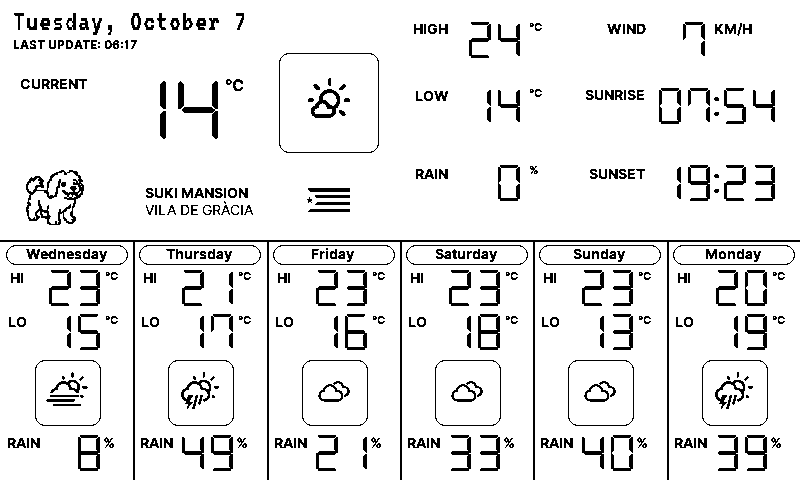 Tuesday, October 7
LAST UPDATE: 06:17
CURRENT 14 °C
SUKI MANSION
VILA DE GRÀCIA
HIGH 24 °C
LOW 14 °C
RAIN 0 %
WIND 7 KM/H
SUNRISE 07:54
SUNSET 19:23
Wednesday
HI 23 °C
LO 15 °C
RAIN 8 %
Thursday
HI 21 °C
LO 17 °C
RAIN 49 %
Friday
HI 23 °C
LO 16 °C
RAIN 21 %
Saturday
HI 23 °C
LO 18 °C
RAIN 33 %
Sunday
HI 23 °C
LO 13 °C
RAIN 40 %
Monday
HI 20 °C
LO 19 °C
RAIN 39 %